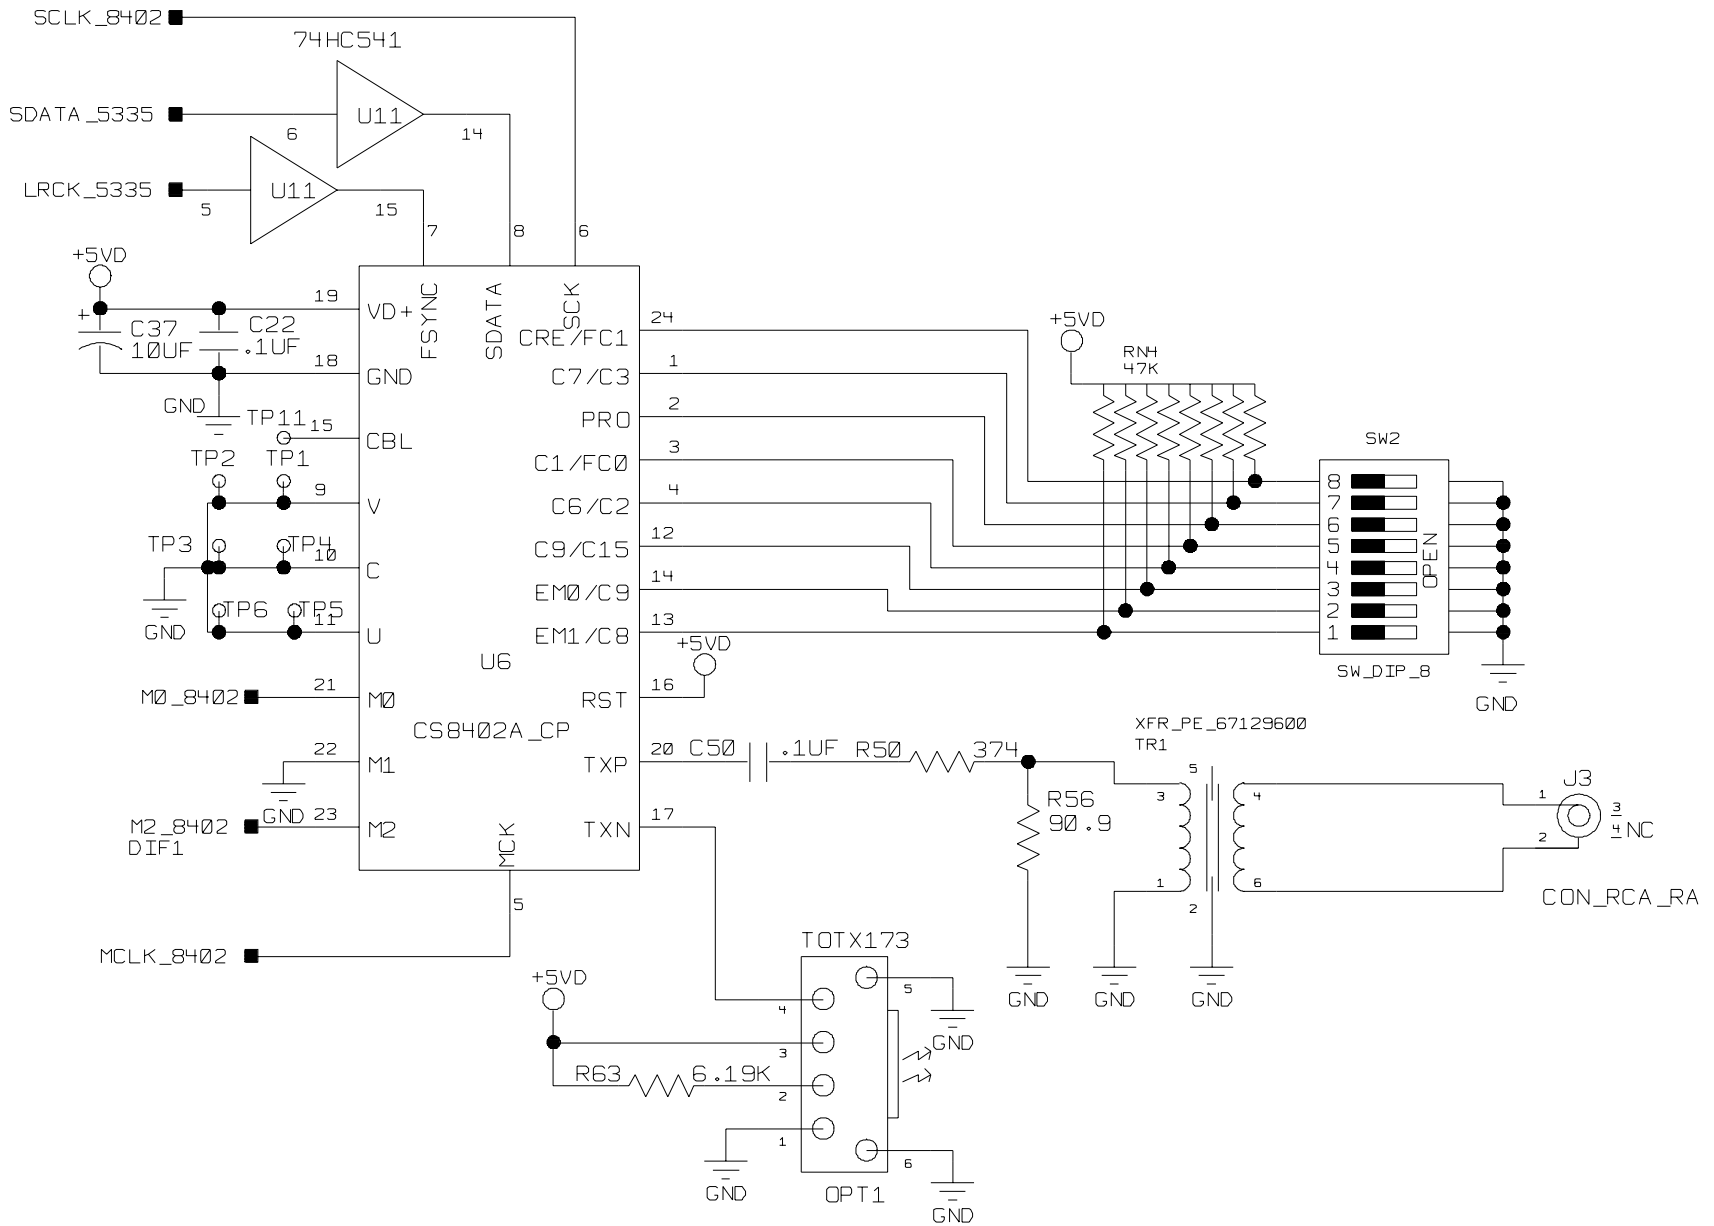 SCLK_8402
74HC541
SDATA_5335
6
U11
14
LRCK_5335
5
U11
15
7
8
6
+5VD
19
VD+
FSYNC
SDATA
SCK
+
C37
10UF
C22
.1UF
18
GND
GND
TP11
15
CBL
TP2
TP1
9
V
TP3
TP4
10
C
GND
TP6
TP5
11
U
M0_8402
21
M0
22
M1
GND
M2_8402
DIF1
23
M2
MCK
5
MCLK_8402
U6
CS8402A_CP
CRE/FC1
24
C7/C3
1
PRO
2
C1/FC0
3
C6/C2
4
C9/C15
12
EM0/C9
14
EM1/C8
13
+5VD
RST
16
TXP
20
TXN
17
+5VD
RN4
47K
SW2
8
7
6
5
4
3
2
1
OPEN
SW_DIP_8
GND
C50
.1UF
R50
374
R56
90.9
GND
XFR_PE_67129600
TR1
5
3
4
1
6
2
GND
GND
J3
1
2
3
4
NC
CON_RCA_RA
TOTX173
+5VD
4
3
R63
6.19K
2
1
GND
5
GND
6
GND
OPT1